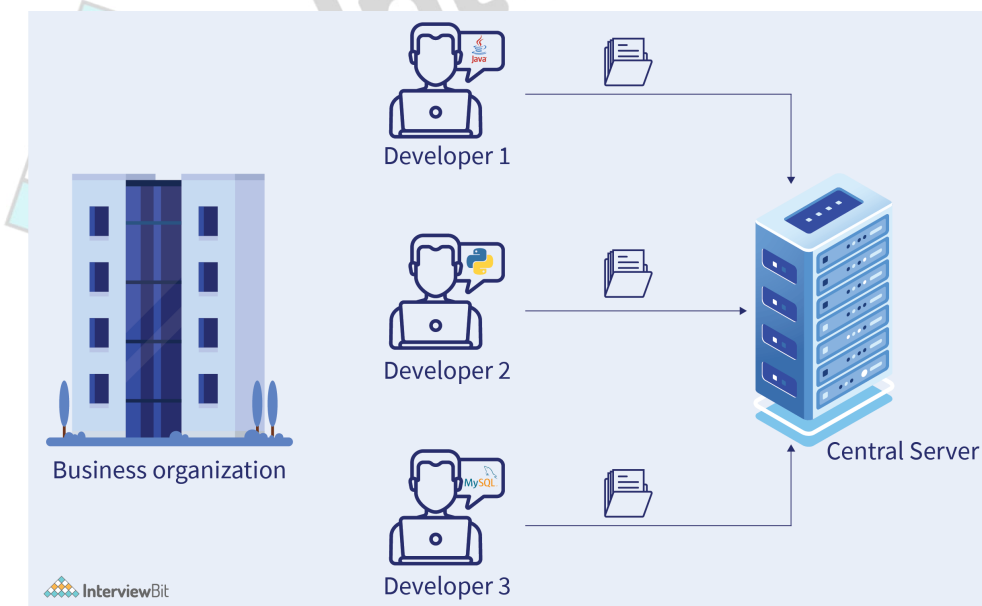 Java
Developer 1
Developer 2
Business organization
Central Server
MySQL
Developer 3
InterviewBit